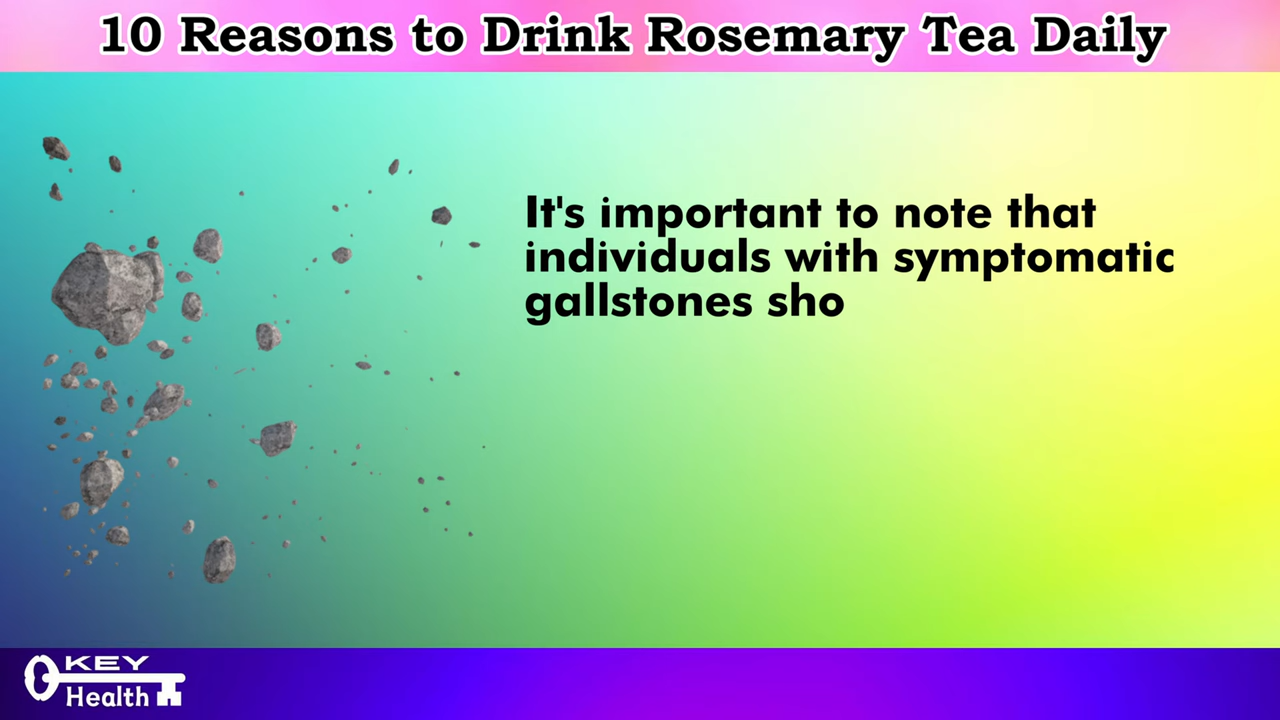 10 Reasons to Drink Rosemary Tea Daily
It's important to note that
individuals with symptomatic
gallstones sho
KEY
Health